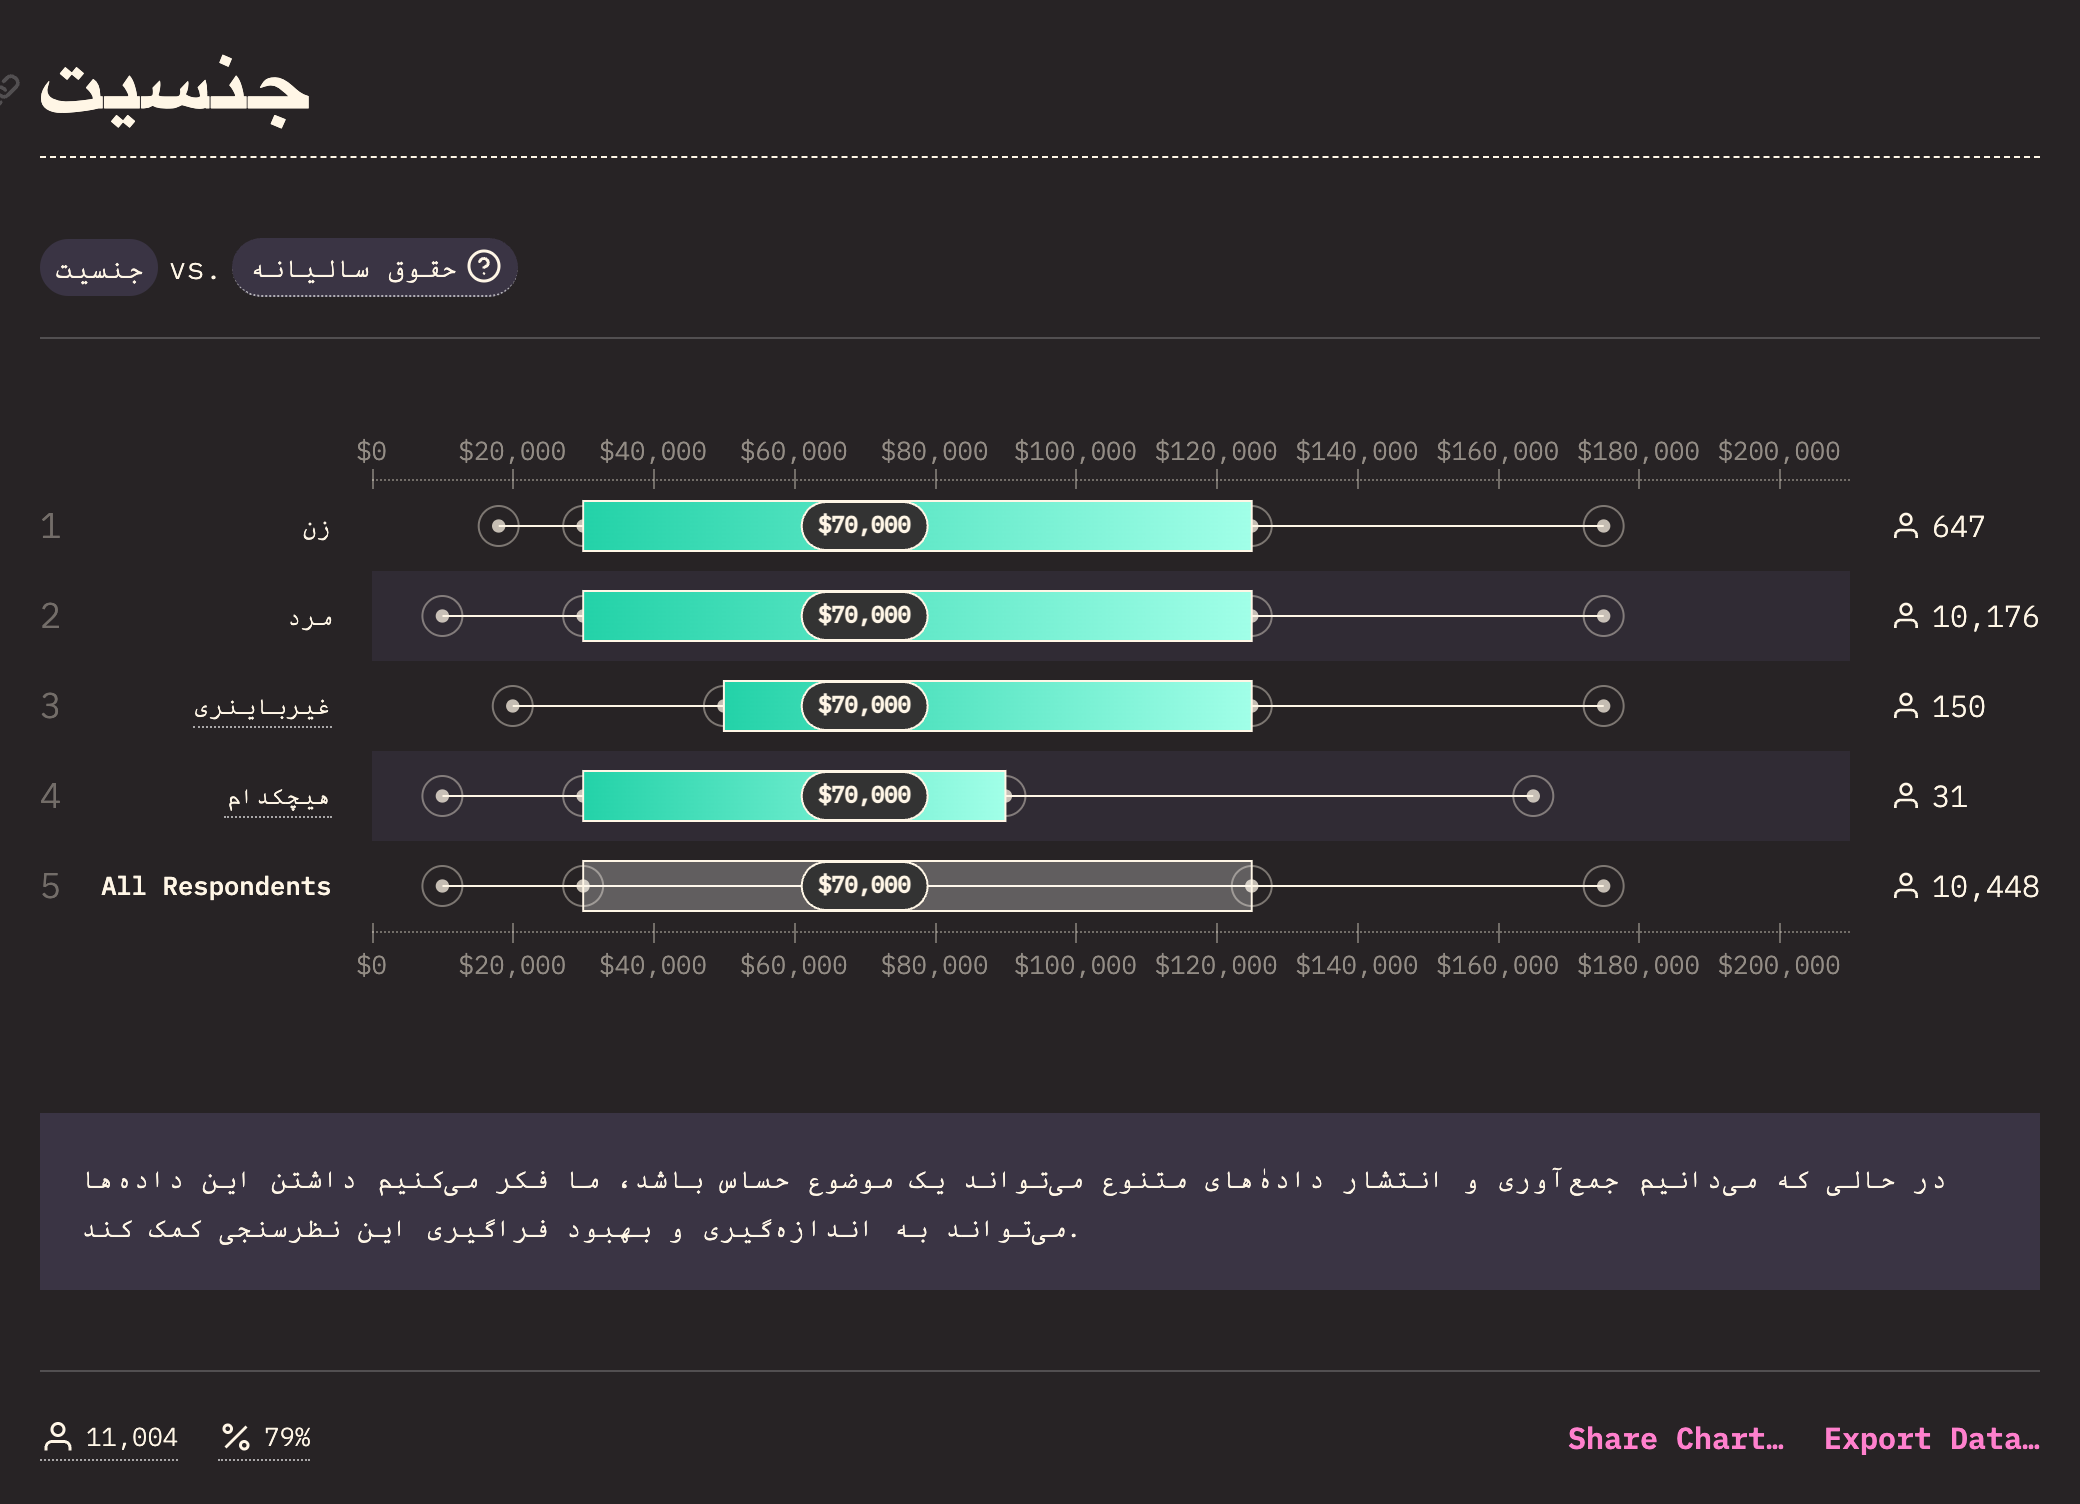 جنسیت
جنسیت vs. حقوق سالیانه
$0 $20,000 $40,000 $60,000 $80,000 $100,000 $120,000 $140,000 $160,000 $180,000 $200,000
1 زن $70,000 647
2 مرد $70,000 10,176
3 غیرباینری $70,000 150
4 هیچکدام $70,000 31
5 All Respondents $70,000 10,448
$0 $20,000 $40,000 $60,000 $80,000 $100,000 $120,000 $140,000 $160,000 $180,000 $200,000
در حالی که می‌دانیم جمع‌آوری و انتشار دادهٰ‌های متنوع می‌تواند یک موضوع حساس باشد، ما فکر می‌کنیم داشتن این داده‌ها
می‌تواند به اندازه‌گیری و بهبود فراگیری این نظرسنجی کمک کند.
11,004 79% Share Chart… Export Data…